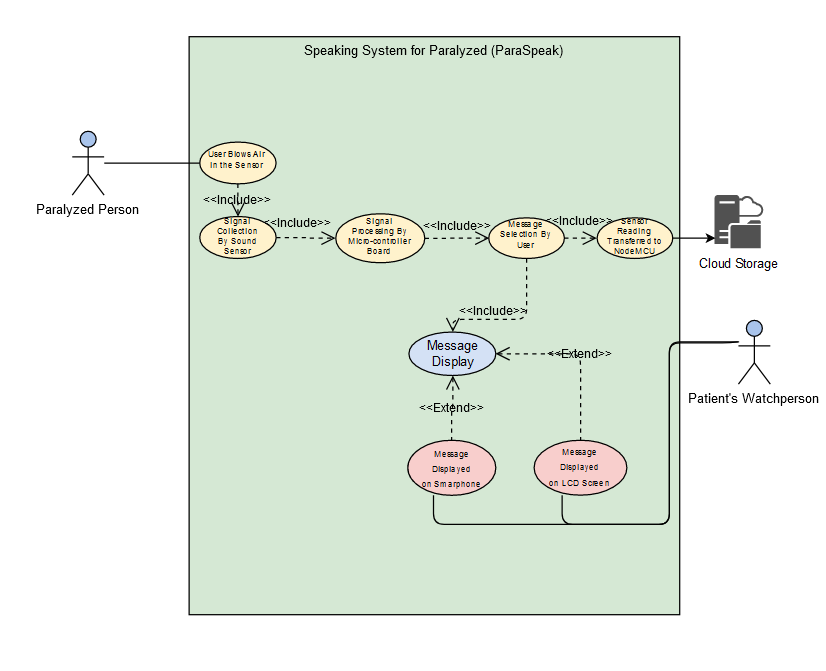 Speaking System for Paralyzed (ParaSpeak)
User Blows Air
In the Sensor
Paralyzed Person
<<Include>>
Signal
Collection
By Sound
Sensor
<<Include>>
Signal
Processing By
Micro-controller
Board
<<Include>>
Message
Selection By
User
<<Include>>
Sensor
Reading
Transferred to
NodeMCU
Cloud Storage
<<Include>>
Message
Display
<<Extend>>
<<Extend>>
Patient's Watchperson
Message
Displayed
on Smarphone
Message
Displayed
on LCD Screen